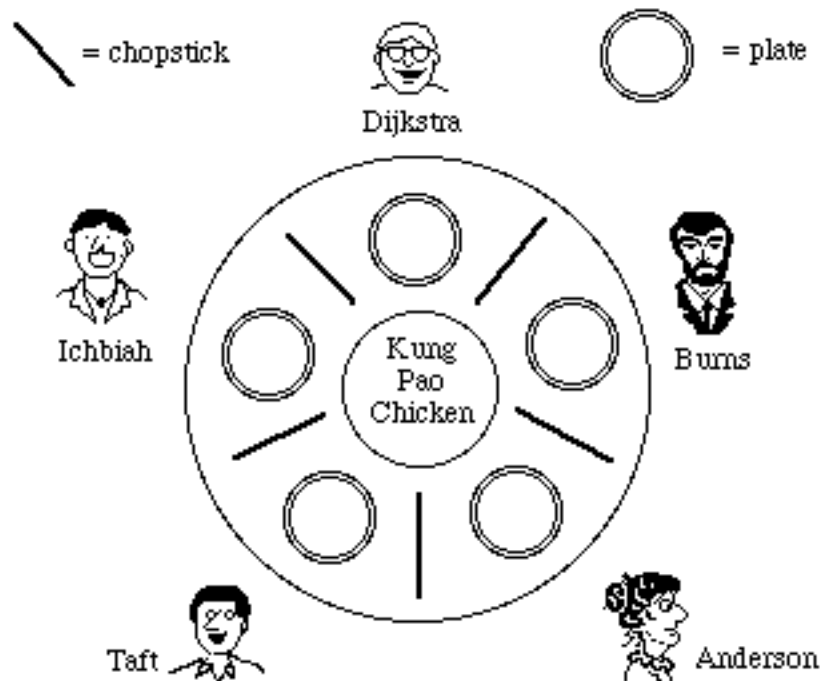 = chopstick
= plate
Dijkstra
Ichbiah
Burns
Kung
Pao
Chicken
Taft
Anderson